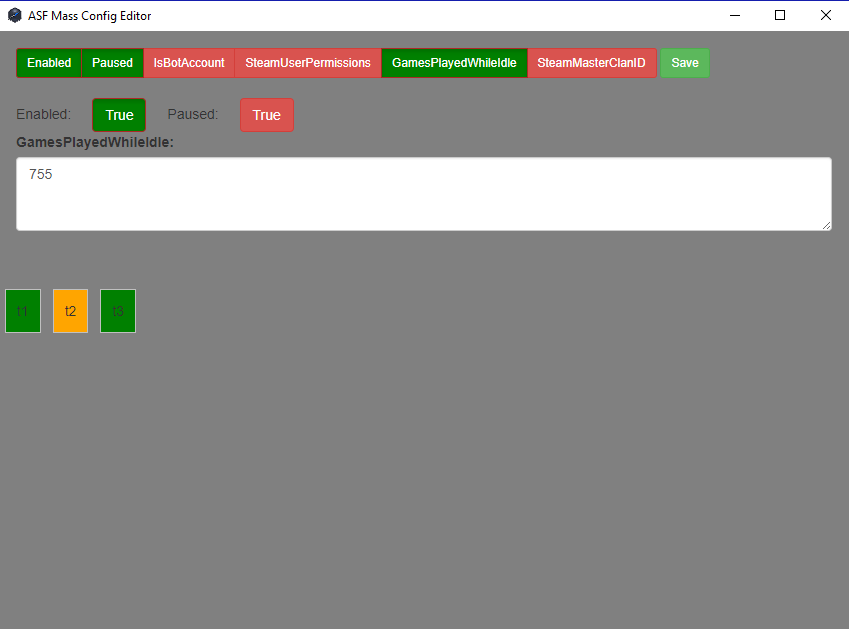 ASF Mass Config Editor
Enabled Paused IsBotAccount SteamUserPermissions GamesPlayedWhileIdle SteamMasterClanID Save
Enabled: True Paused: True
GamesPlayedWhileIdle:
755
t1 t2 t3